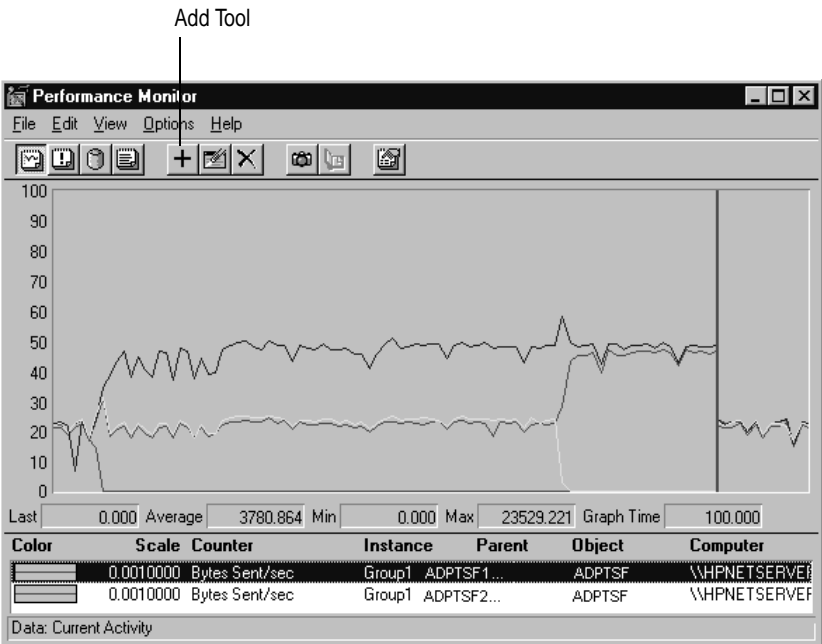 Add Tool
Performance Monitor
File Edit View Options Help
100
90
80
70
60
50
40
30
20
10
0
Last 0.000 Average 3780.864 Min 0.000 Max 23529.221 Graph Time 100.000
Color Scale Counter Instance Parent Object Computer
0.0010000 Bytes Sent/sec Group1 ADPTSF1... ADPTSF \\HPNETSERVER
0.0010000 Bytes Sent/sec Group1 ADPTSF2... ADPTSF \\HPNETSERVER
Data: Current Activity